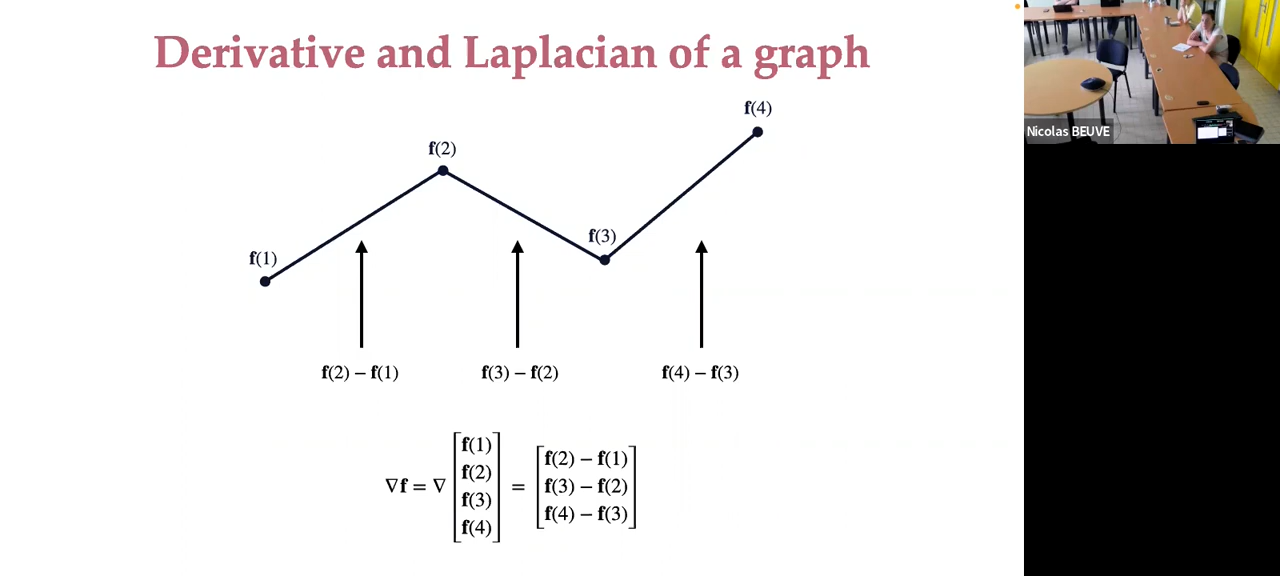 Derivative and Laplacian of a graph
f(4)
f(2)
f(3)
f(1)
f(2) – f(1)
f(3) – f(2)
f(4) – f(3)
∇f = ∇ [f(1) f(2) f(3) f(4)] = [f(2) – f(1) f(3) – f(2) f(4) – f(3)]
Nicolas BEUVE